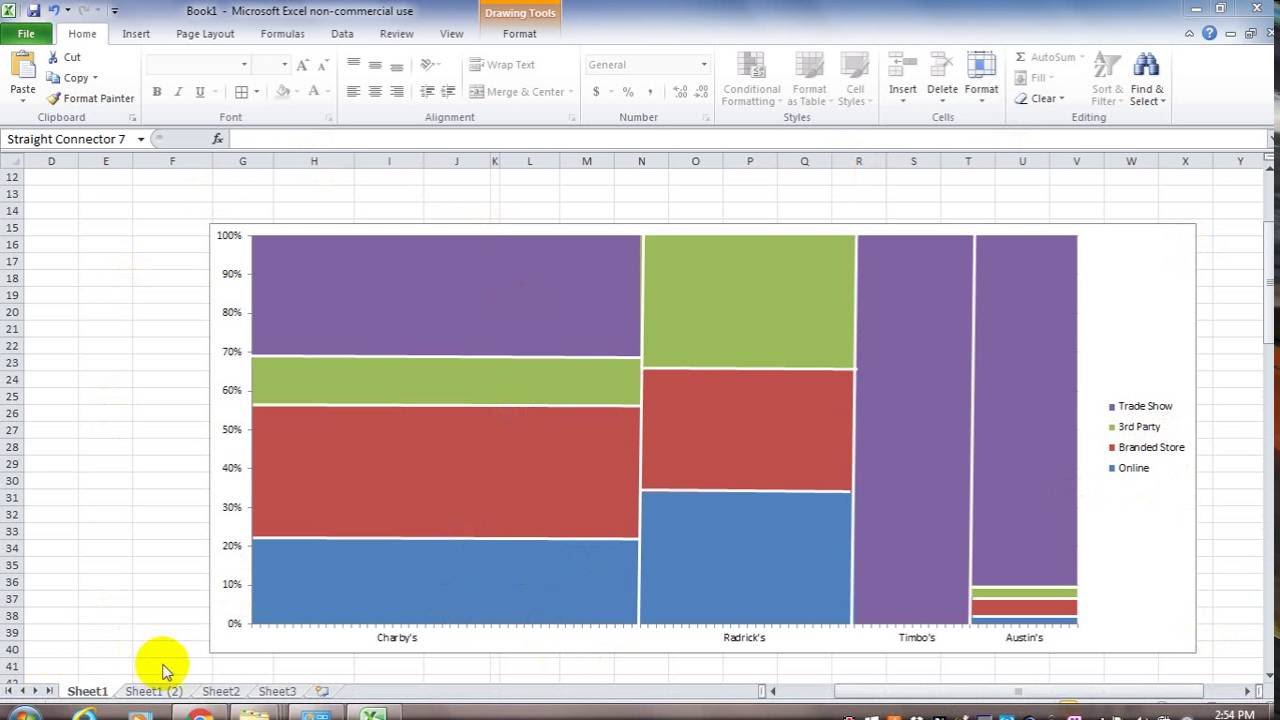 Book1 - Microsoft Excel non-commercial use
Drawing Tools
File Home Insert Page Layout Formulas Data Review View Format
Paste
Cut
Copy
Format Painter
Clipboard
B I U
Font
Wrap Text
Merge & Center
Alignment
General
$ % ,
Number
Conditional Formatting
Format as Table
Cell Styles
Styles
Insert
Delete
Format
Cells
Σ AutoSum
Fill
Clear
Sort & Filter
Find & Select
Editing
Straight Connector 7
fx
D E F G H I J K L M N O P Q R S T U V W X Y
12
13
14
15
16
17
18
19
20
21
22
23
24
25
26
27
28
29
30
31
32
33
34
35
36
37
38
39
40
41
100%
90%
80%
70%
60%
50%
40%
30%
20%
10%
0%
Charby's Radrick's Timbo's Austin's
Trade Show
3rd Party
Branded Store
Online
Sheet1 Sheet1 (2) Sheet2 Sheet3
2:54 PM